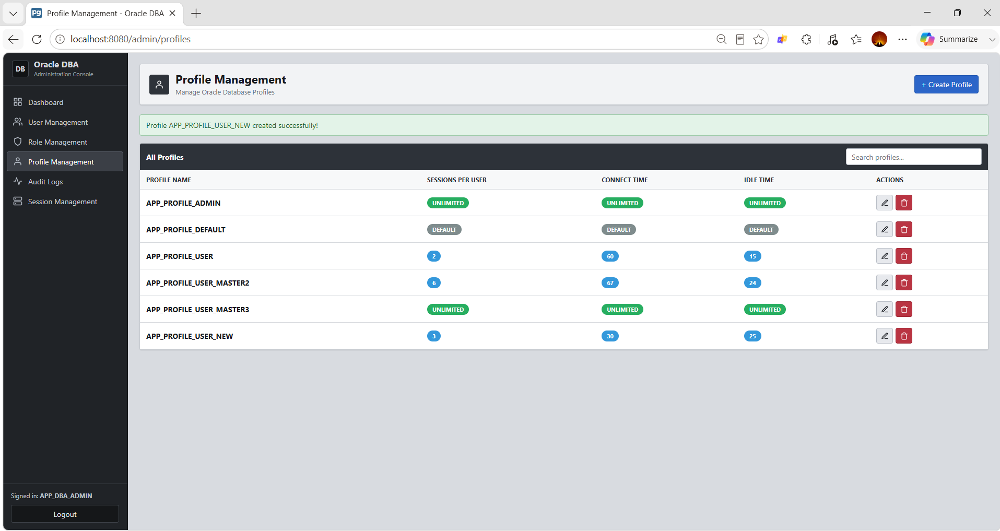 pg Profile Management - Oracle DBA
localhost:8080/admin/profiles
Summarize
DB
Oracle DBA
Administration Console
Dashboard
User Management
Role Management
Profile Management
Audit Logs
Session Management
Signed in: APP_DBA_ADMIN
Logout
Profile Management
Manage Oracle Database Profiles
+ Create Profile
Profile APP_PROFILE_USER_NEW created successfully!
All Profiles
Search profiles...
PROFILE NAME SESSIONS PER USER CONNECT TIME IDLE TIME ACTIONS
APP_PROFILE_ADMIN UNLIMITED UNLIMITED UNLIMITED
APP_PROFILE_DEFAULT DEFAULT DEFAULT DEFAULT
APP_PROFILE_USER 2 60 15
APP_PROFILE_USER_MASTER2 6 67 24
APP_PROFILE_USER_MASTER3 UNLIMITED UNLIMITED UNLIMITED
APP_PROFILE_USER_NEW 3 30 25